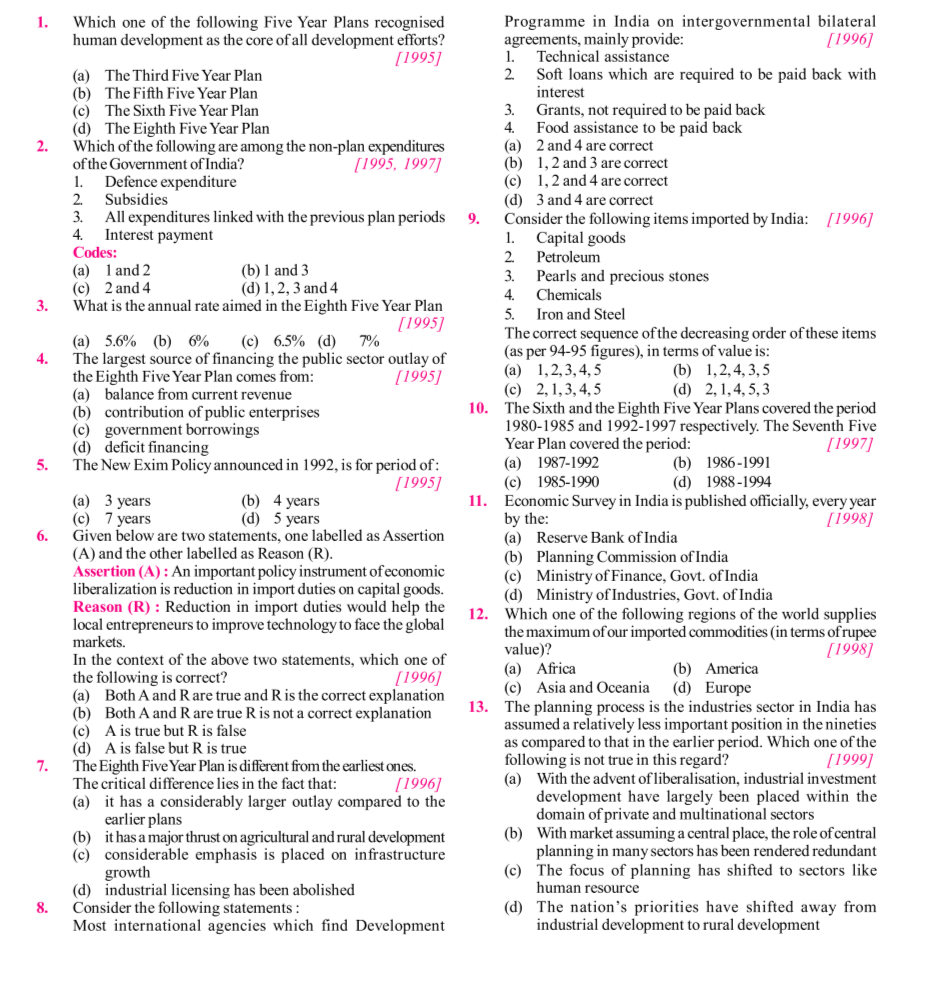 1. Which one of the following Five Year Plans recognised
human development as the core of all development efforts?
[1995]
(a) The Third Five Year Plan
(b) The Fifth Five Year Plan
(c) The Sixth Five Year Plan
(d) The Eighth Five Year Plan
2. Which of the following are among the non-plan expenditures
of the Government of India? [1995, 1997]
1. Defence expenditure
2. Subsidies
3. All expenditures linked with the previous plan periods
4. Interest payment
Codes:
(a) 1 and 2 (b) 1 and 3
(c) 2 and 4 (d) 1, 2, 3 and 4
3. What is the annual rate aimed in the Eighth Five Year Plan
[1995]
(a) 5.6% (b) 6% (c) 6.5% (d) 7%
4. The largest source of financing the public sector outlay of
the Eighth Five Year Plan comes from: [1995]
(a) balance from current revenue
(b) contribution of public enterprises
(c) government borrowings
(d) deficit financing
5. The New Exim Policy announced in 1992, is for period of :
[1995]
(a) 3 years (b) 4 years
(c) 7 years (d) 5 years
6. Given below are two statements, one labelled as Assertion
(A) and the other labelled as Reason (R).
Assertion (A) : An important policy instrument of economic
liberalization is reduction in import duties on capital goods.
Reason (R) : Reduction in import duties would help the
local entrepreneurs to improve technology to face the global
markets.
In the context of the above two statements, which one of
the following is correct? [1996]
(a) Both A and R are true and R is the correct explanation
(b) Both A and R are true R is not a correct explanation
(c) A is true but R is false
(d) A is false but R is true
7. The Eighth Five Year Plan is different from the earliest ones.
The critical difference lies in the fact that: [1996]
(a) it has a considerably larger outlay compared to the
earlier plans
(b) it has a major thrust on agricultural and rural development
(c) considerable emphasis is placed on infrastructure
growth
(d) industrial licensing has been abolished
8. Consider the following statements :
Most international agencies which find Development
Programme in India on intergovernmental bilateral
agreements, mainly provide: [1996]
1. Technical assistance
2. Soft loans which are required to be paid back with
interest
3. Grants, not required to be paid back
4. Food assistance to be paid back
(a) 2 and 4 are correct
(b) 1, 2 and 3 are correct
(c) 1, 2 and 4 are correct
(d) 3 and 4 are correct
9. Consider the following items imported by India: [1996]
1. Capital goods
2. Petroleum
3. Pearls and precious stones
4. Chemicals
5. Iron and Steel
The correct sequence of the decreasing order of these items
(as per 94-95 figures), in terms of value is:
(a) 1, 2, 3, 4, 5 (b) 1, 2, 4, 3, 5
(c) 2, 1, 3, 4, 5 (d) 2, 1, 4, 5, 3
10. The Sixth and the Eighth Five Year Plans covered the period
1980-1985 and 1992-1997 respectively. The Seventh Five
Year Plan covered the period: [1997]
(a) 1987-1992 (b) 1986-1991
(c) 1985-1990 (d) 1988-1994
11. Economic Survey in India is published officially, every year
by the: [1998]
(a) Reserve Bank of India
(b) Planning Commission of India
(c) Ministry of Finance, Govt. of India
(d) Ministry of Industries, Govt. of India
12. Which one of the following regions of the world supplies
the maximum of our imported commodities (in terms of rupee
value)? [1998]
(a) Africa (b) America
(c) Asia and Oceania (d) Europe
13. The planning process is the industries sector in India has
assumed a relatively less important position in the nineties
as compared to that in the earlier period. Which one of the
following is not true in this regard? [1999]
(a) With the advent of liberalisation, industrial investment
development have largely been placed within the
domain of private and multinational sectors
(b) With market assuming a central place, the role of central
planning in many sectors has been rendered redundant
(c) The focus of planning has shifted to sectors like
human resource
(d) The nation's priorities have shifted away from
industrial development to rural development